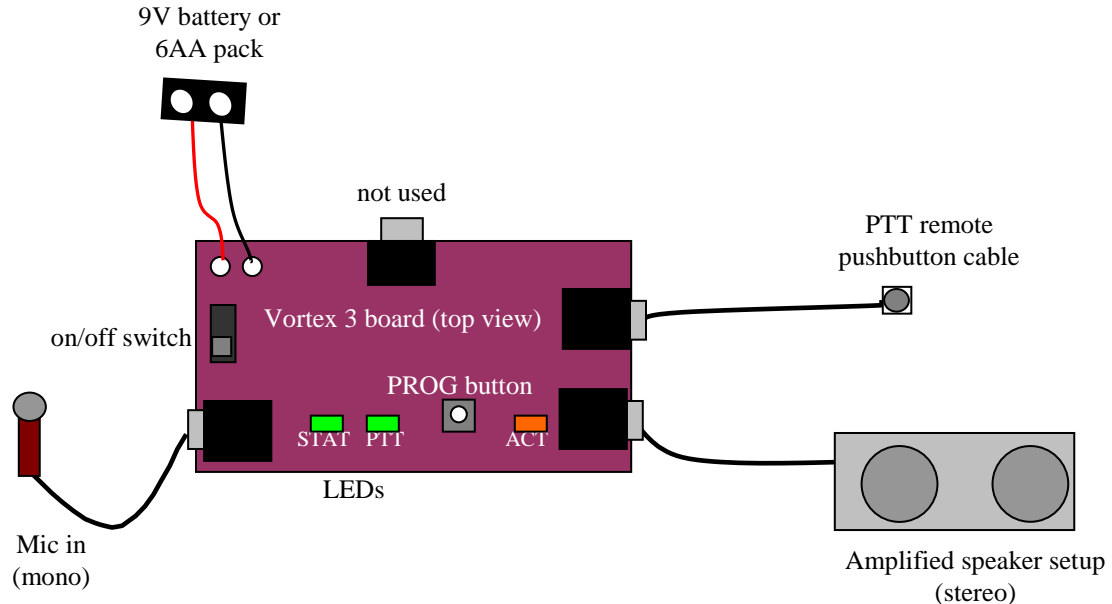 9V battery or
6AA pack
not used
PTT remote
pushbutton cable
Vortex 3 board (top view)
on/off switch
PROG button
STAT
PTT
ACT
LEDs
Mic in
(mono)
Amplified speaker setup
(stereo)